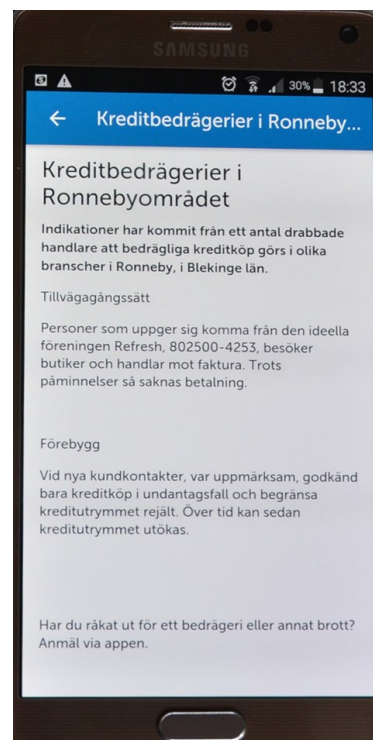 SAMSUNG
30% 18:33
Kreditbedrägerier i Ronneby...
Kreditbedrägerier i
Ronnebyområdet
Indikationer har kommit från ett antal drabbade
handlare att bedrägliga kreditköp görs i olika
branscher i Ronneby, i Blekinge län.
Tillvägagångssätt
Personer som uppger sig komma från den ideella
föreningen Refresh, 802500-4253, besöker
butiker och handlar mot faktura. Trots
påminnelser så saknas betalning.
Förebygg
Vid nya kundkontakter, var uppmärksam, godkänd
bara kreditköp i undantagsfall och begränsa
kreditutrymmet rejält. Över tid kan sedan
kreditutrymmet utökas.
Har du råkat ut för ett bedrägeri eller annat brott?
Anmäl via appen.